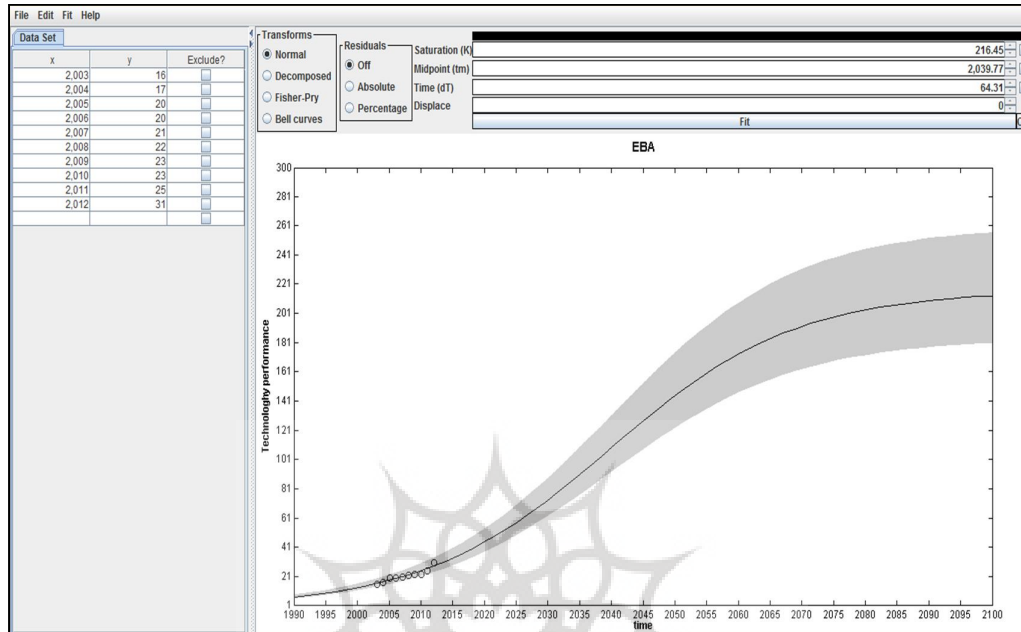 File Edit Fit Help
Data Set
x y Exclude?
2,003 16
2,004 17
2,005 20
2,006 20
2,007 21
2,008 22
2,009 23
2,010 23
2,011 25
2,012 31
Transforms
Normal
Decomposed
Fisher-Pry
Bell curves
Residuals
Off
Absolute
Percentage
Saturation (K) 216.45
Midpoint (tm) 2,039.77
Time (dT) 64.31
Displace 0
Fit
EBA
Technologhy performance
300
281
261
241
221
201
181
161
141
121
101
81
61
41
21
1
1990 1995 2000 2005 2010 2015 2020 2025 2030 2035 2040 2045 2050 2055 2060 2065 2070 2075 2080 2085 2090 2095 2100
time